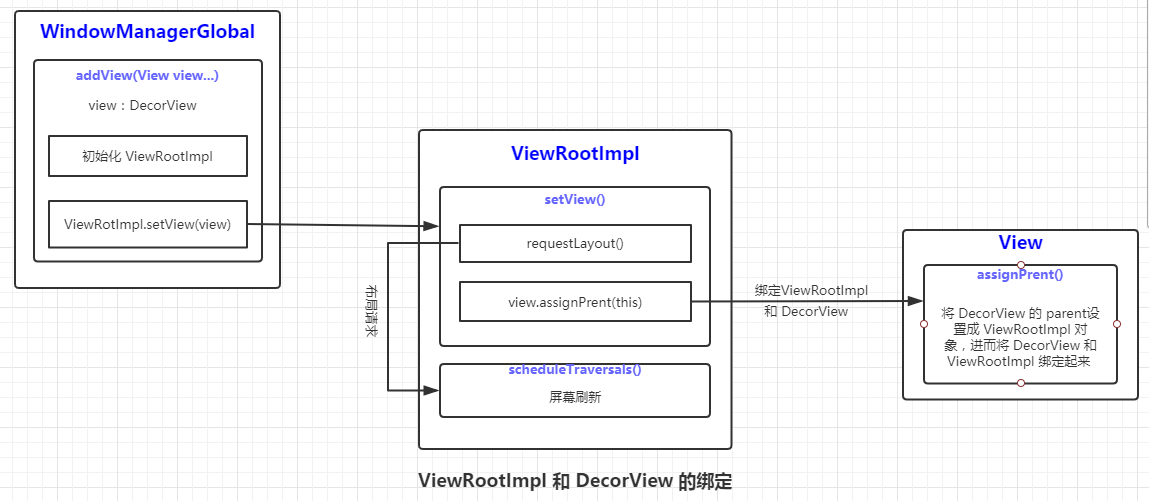 WindowManagerGlobal
addView(View view...)
view：DecorView
初始化 ViewRootImpl
ViewRotImpl.setView(view)
ViewRootImpl
setView()
requestLayout()
view.assignPrent(this)
布局请求
scheduleTraversals()
屏幕刷新
绑定ViewRootImpl
和 DecorView
View
assignPrent()
将 DecorView 的 parent设
置成 ViewRootImpl 对
象，进而将 DecorView 和
ViewRootImpl 绑定起来
ViewRootImpl 和 DecorView 的绑定